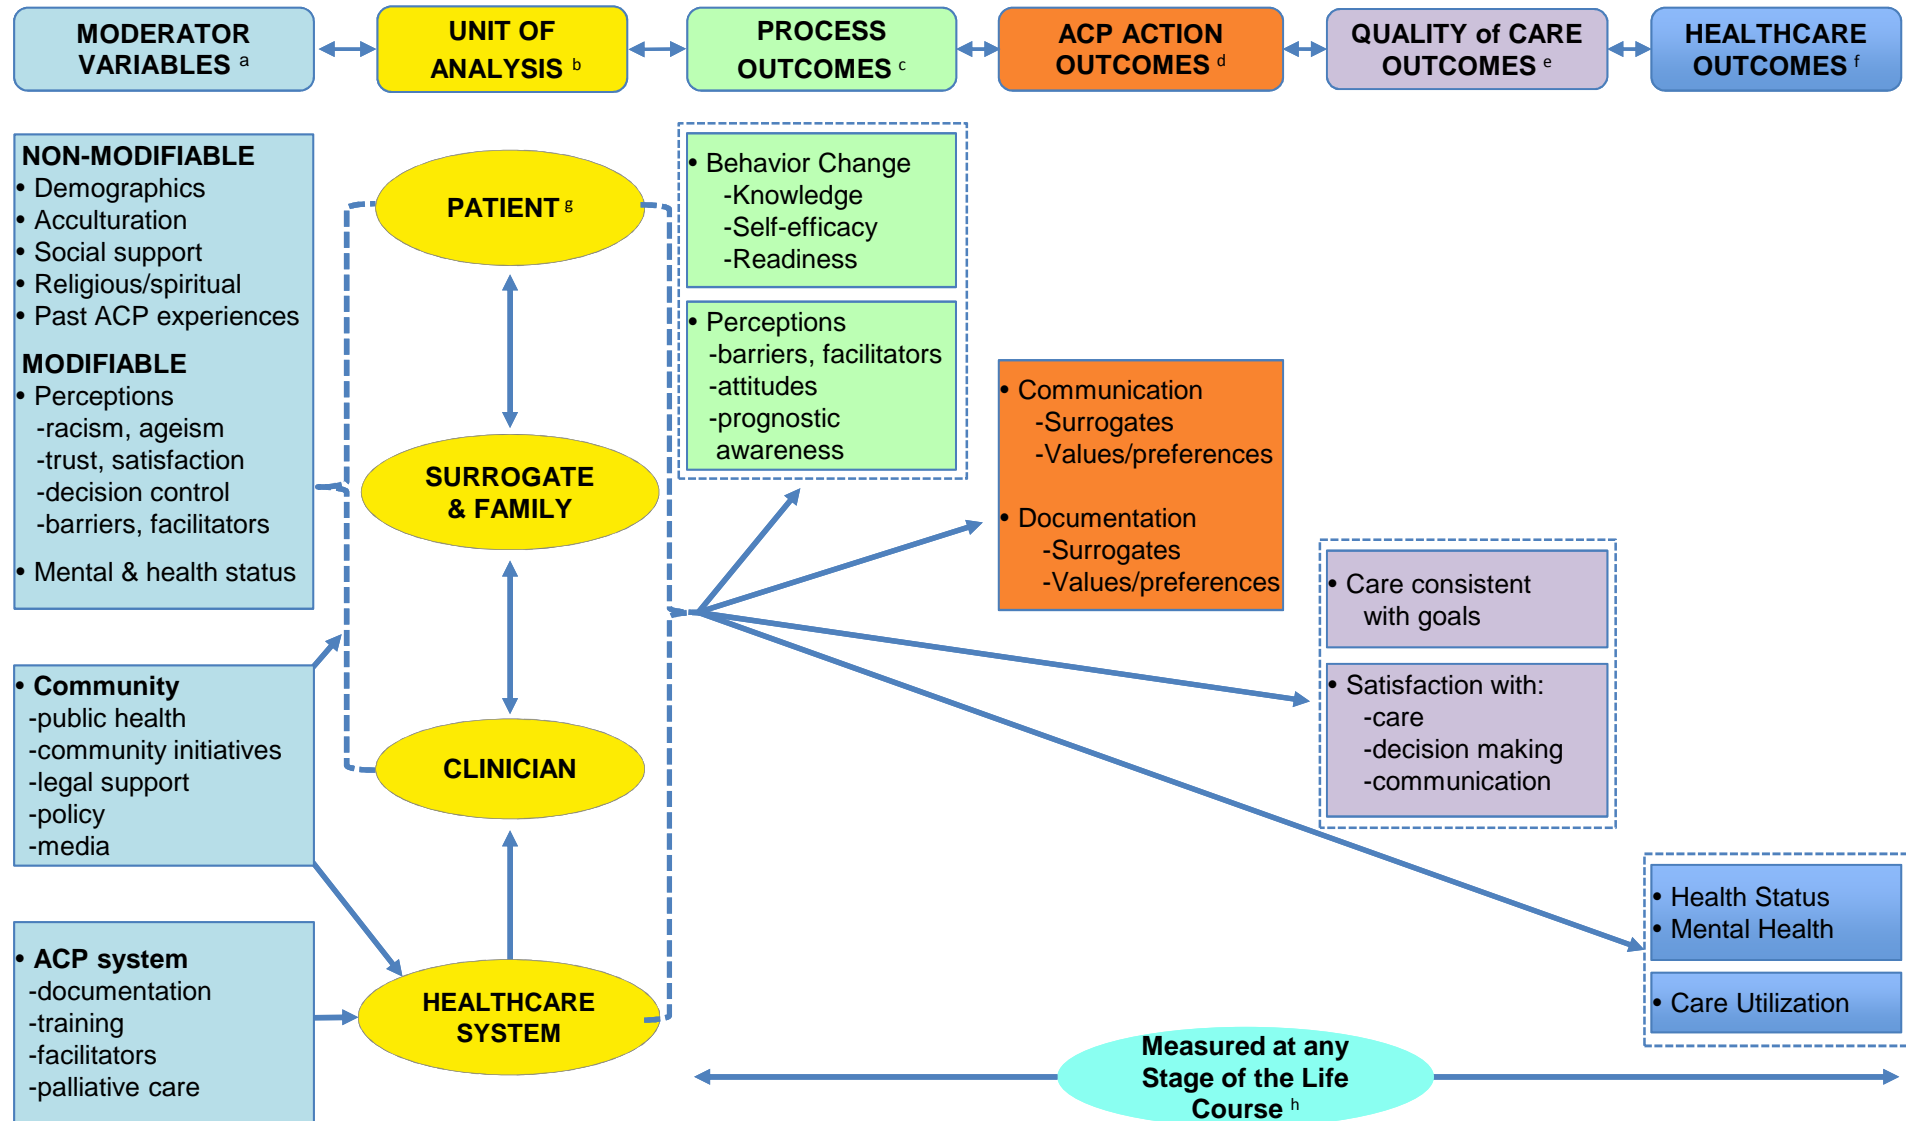 MODERATOR
VARIABLES a
UNIT OF
ANALYSIS b
PROCESS
OUTCOMES c
ACP ACTION
OUTCOMES d
QUALITY of CARE
OUTCOMES e
HEALTHCARE
OUTCOMES f
NON-MODIFIABLE
• Demographics
• Acculturation
• Social support
• Religious/spiritual
• Past ACP experiences
MODIFIABLE
• Perceptions
-racism, ageism
-trust, satisfaction
-decision control
-barriers, facilitators
• Mental & health status
• Community
-public health
-community initiatives
-legal support
-policy
-media
• ACP system
-documentation
-training
-facilitators
-palliative care
PATIENT g
SURROGATE
& FAMILY
CLINICIAN
HEALTHCARE
SYSTEM
• Behavior Change
-Knowledge
-Self-efficacy
-Readiness
• Perceptions
-barriers, facilitators
-attitudes
-prognostic
awareness
• Communication
-Surrogates
-Values/preferences
• Documentation
-Surrogates
-Values/preferences
• Care consistent
with goals
• Satisfaction with:
-care
-decision making
-communication
• Health Status
• Mental Health
• Care Utilization
Measured at any
Stage of the Life
Course h